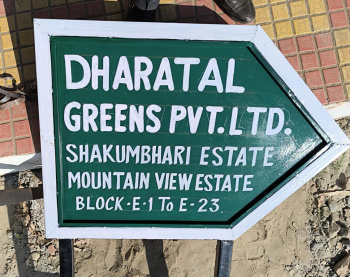 DHARATAL
GREENS PVT.LTD.
SHAKUMBHARI ESTATE
MOUNTAIN VIEW ESTATE
BLOCK-E-1 To E-23